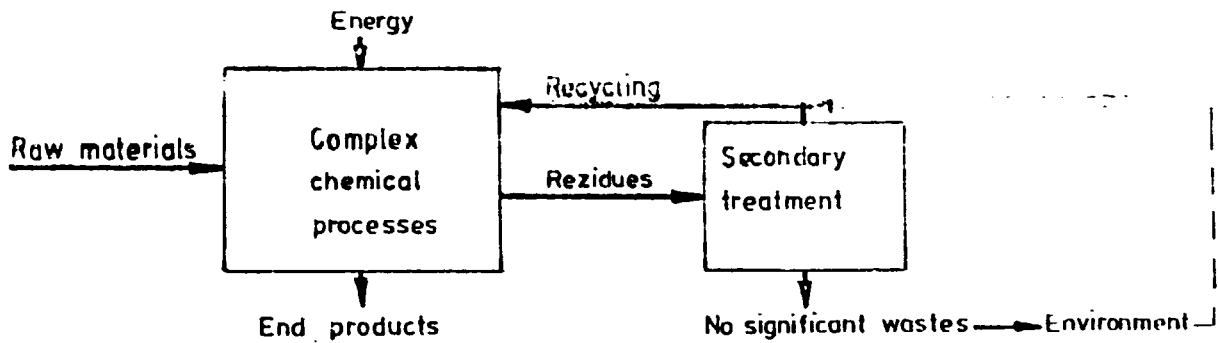 Energy
Recycling
Raw materials
Complex
chemical
processes
Rezidues
Secondary
treatment
End products
No significant wastes
Environment